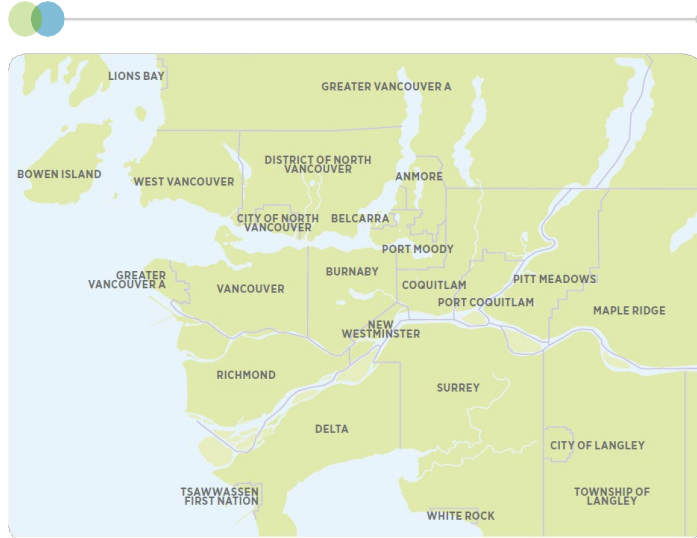 LIONS BAY
GREATER VANCOUVER A
BOWEN ISLAND
WEST VANCOUVER
DISTRICT OF NORTH
VANCOUVER
ANMORE
CITY OF NORTH
VANCOUVER
BELCARRA
PORT MOODY
GREATER
VANCOUVER A
VANCOUVER
BURNABY
COQUITLAM
PITT MEADOWS
PORT COQUITLAM
MAPLE RIDGE
NEW
WESTMINSTER
RICHMOND
SURREY
DELTA
CITY OF LANGLEY
TSAWWASSEN
FIRST NATION
TOWNSHIP OF
LANGLEY
WHITE ROCK